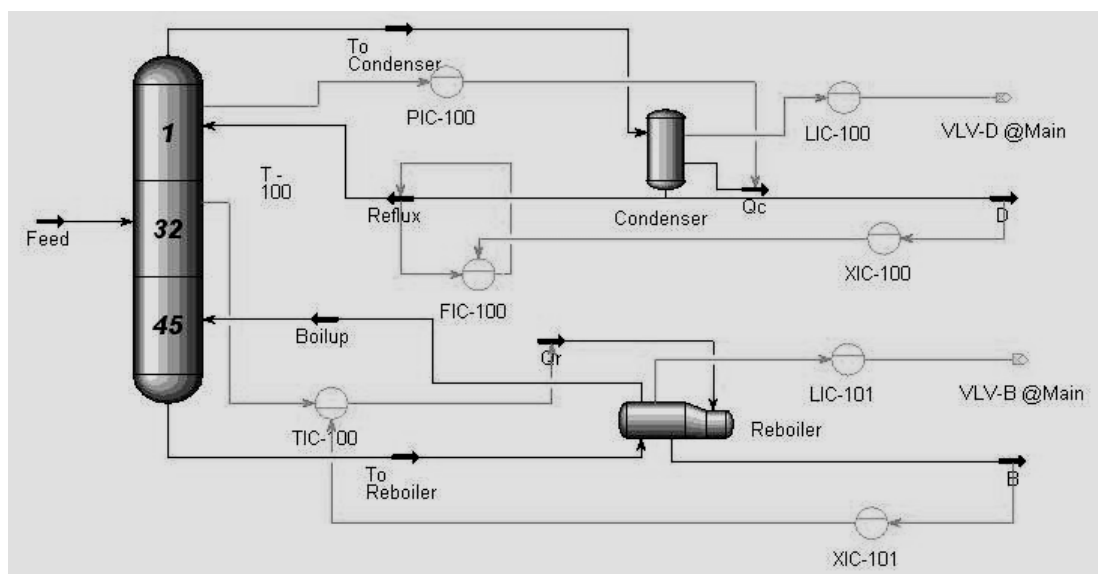 To
Condenser
PIC-100
LIC-100
VLV-D @Main
1
T -
100
Reflux
Condenser
Qc
D
Feed
32
XIC-100
FIC-100
45
Boilup
Qr
LIC-101
VLV-B @Main
TIC-100
Reboiler
To
Reboiler
B
XIC-101